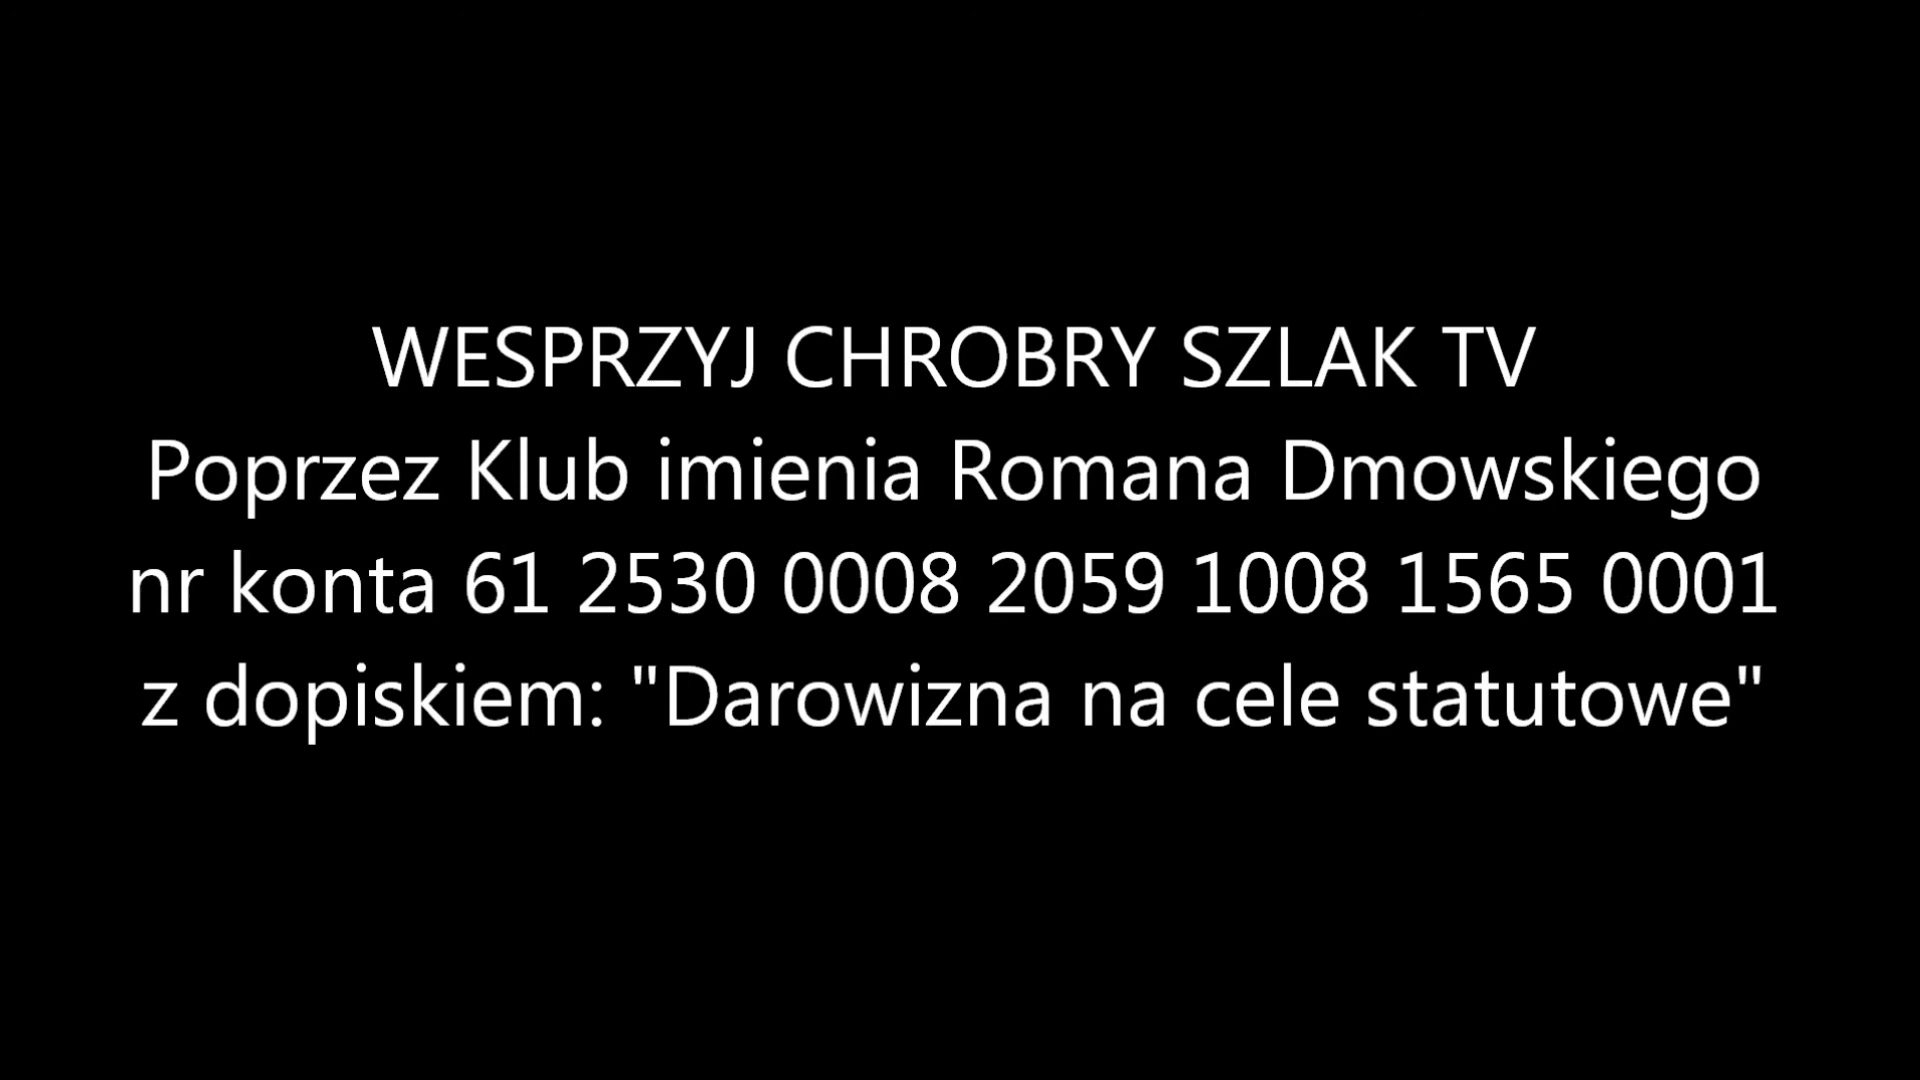 WESPRZYJ CHROBRY SZLAK TV
Poprzez Klub imienia Romana Dmowskiego
nr konta 61 2530 0008 2059 1008 1565 0001
z dopiskiem: "Darowizna na cele statutowe"